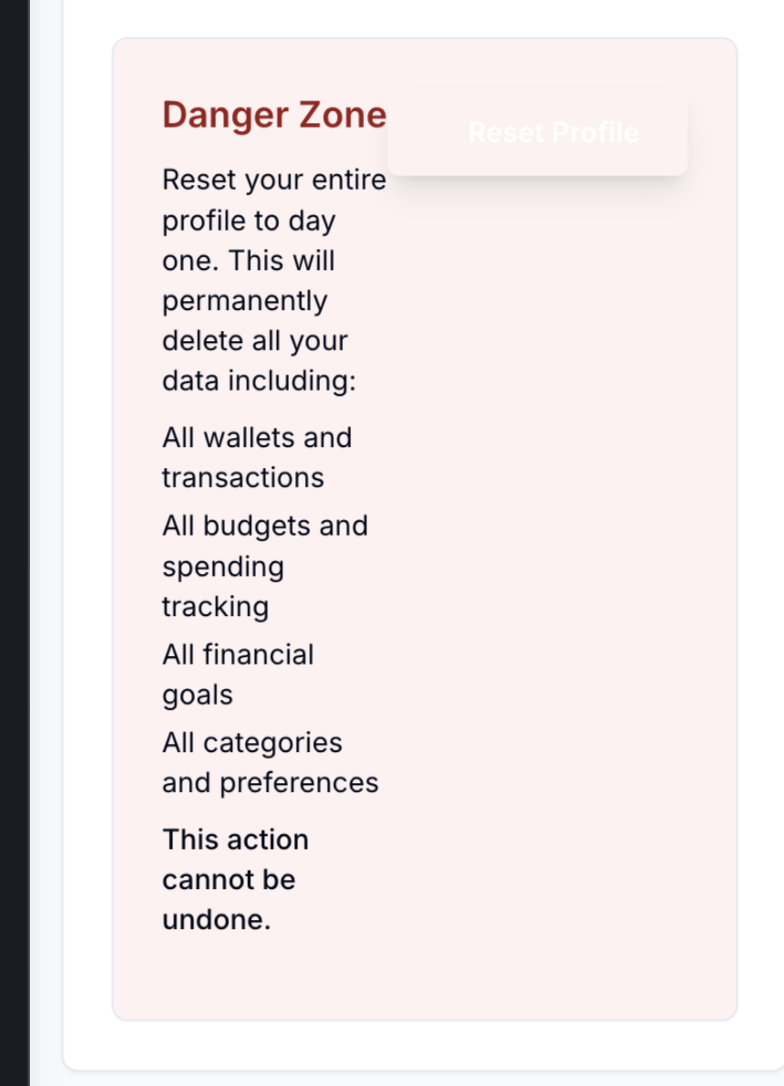 Danger Zone
Reset Profile
Reset your entire
profile to day
one. This will
permanently
delete all your
data including:
All wallets and
transactions
All budgets and
spending
tracking
All financial
goals
All categories
and preferences
This action
cannot be
undone.